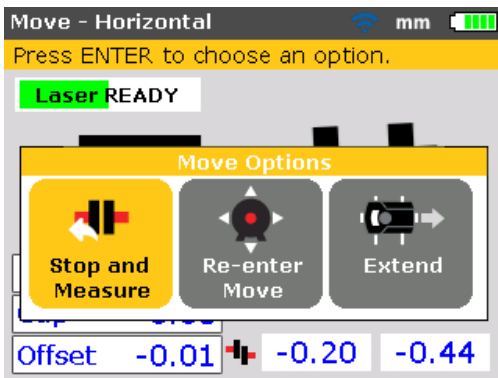 Move - Horizontal mm
Press ENTER to choose an option.
Laser READY
Move Options
Stop and Measure
Re-enter Move
Extend
Offset -0.01 -0.20 -0.44